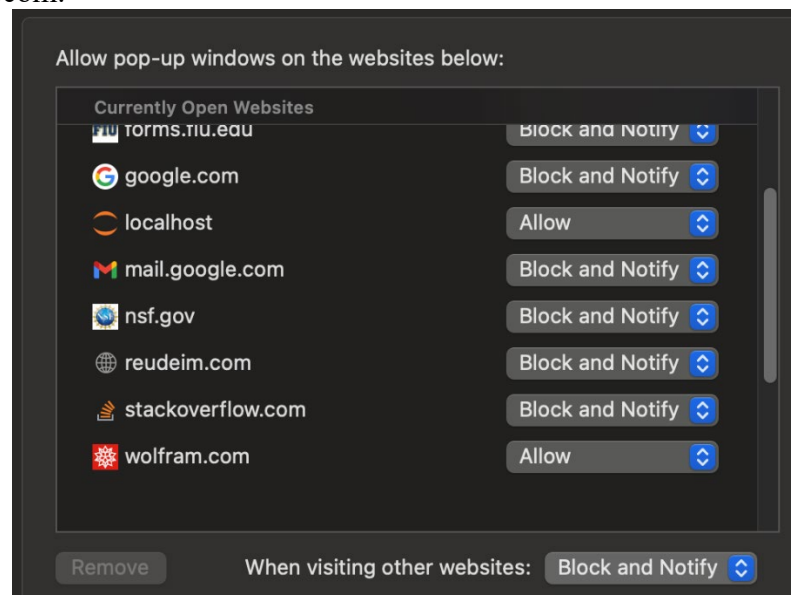 com.
Allow pop-up windows on the websites below:
Currently Open Websites
forms.fiu.edu Block and Notify
google.com Block and Notify
localhost Allow
mail.google.com Block and Notify
nsf.gov Block and Notify
reudeim.com Block and Notify
stackoverflow.com Block and Notify
wolfram.com Allow
Remove When visiting other websites: Block and Notify